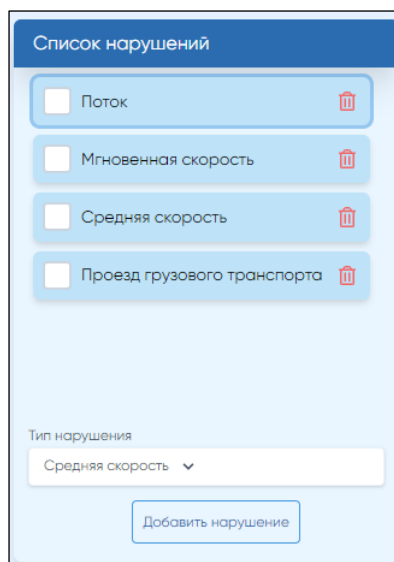 Список нарушений
Поток
Мгновенная скорость
Средняя скорость
Проезд грузового транспорта
Тип нарушения
Средняя скорость
Добавить нарушение